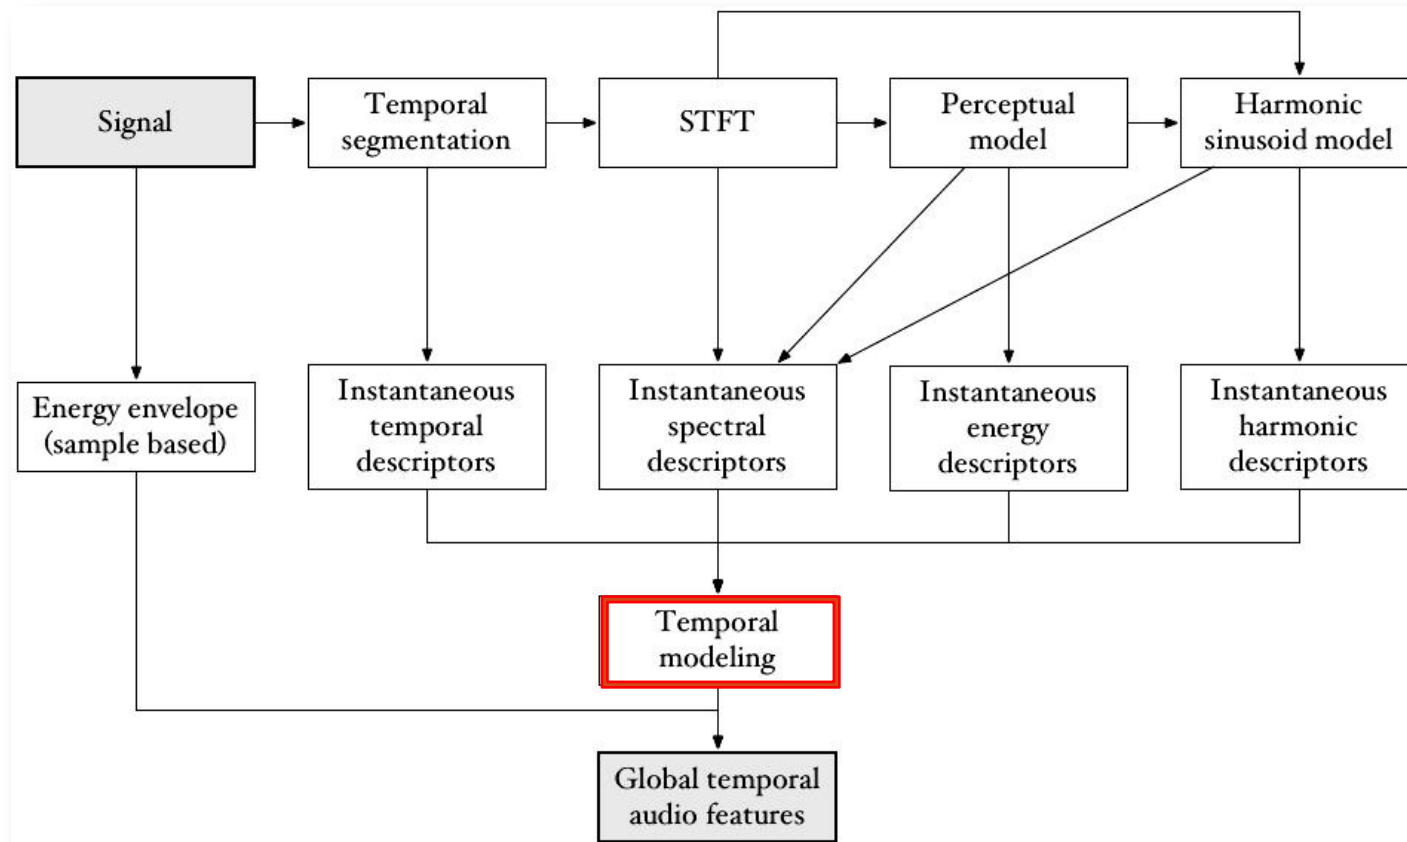 Signal
Temporal
segmentation
STFT
Perceptual
model
Harmonic
sinusoid model
Energy envelope
(sample based)
Instantaneous
temporal
descriptors
Instantaneous
spectral
descriptors
Instantaneous
energy
descriptors
Instantaneous
harmonic
descriptors
Temporal
modeling
Global temporal
audio features